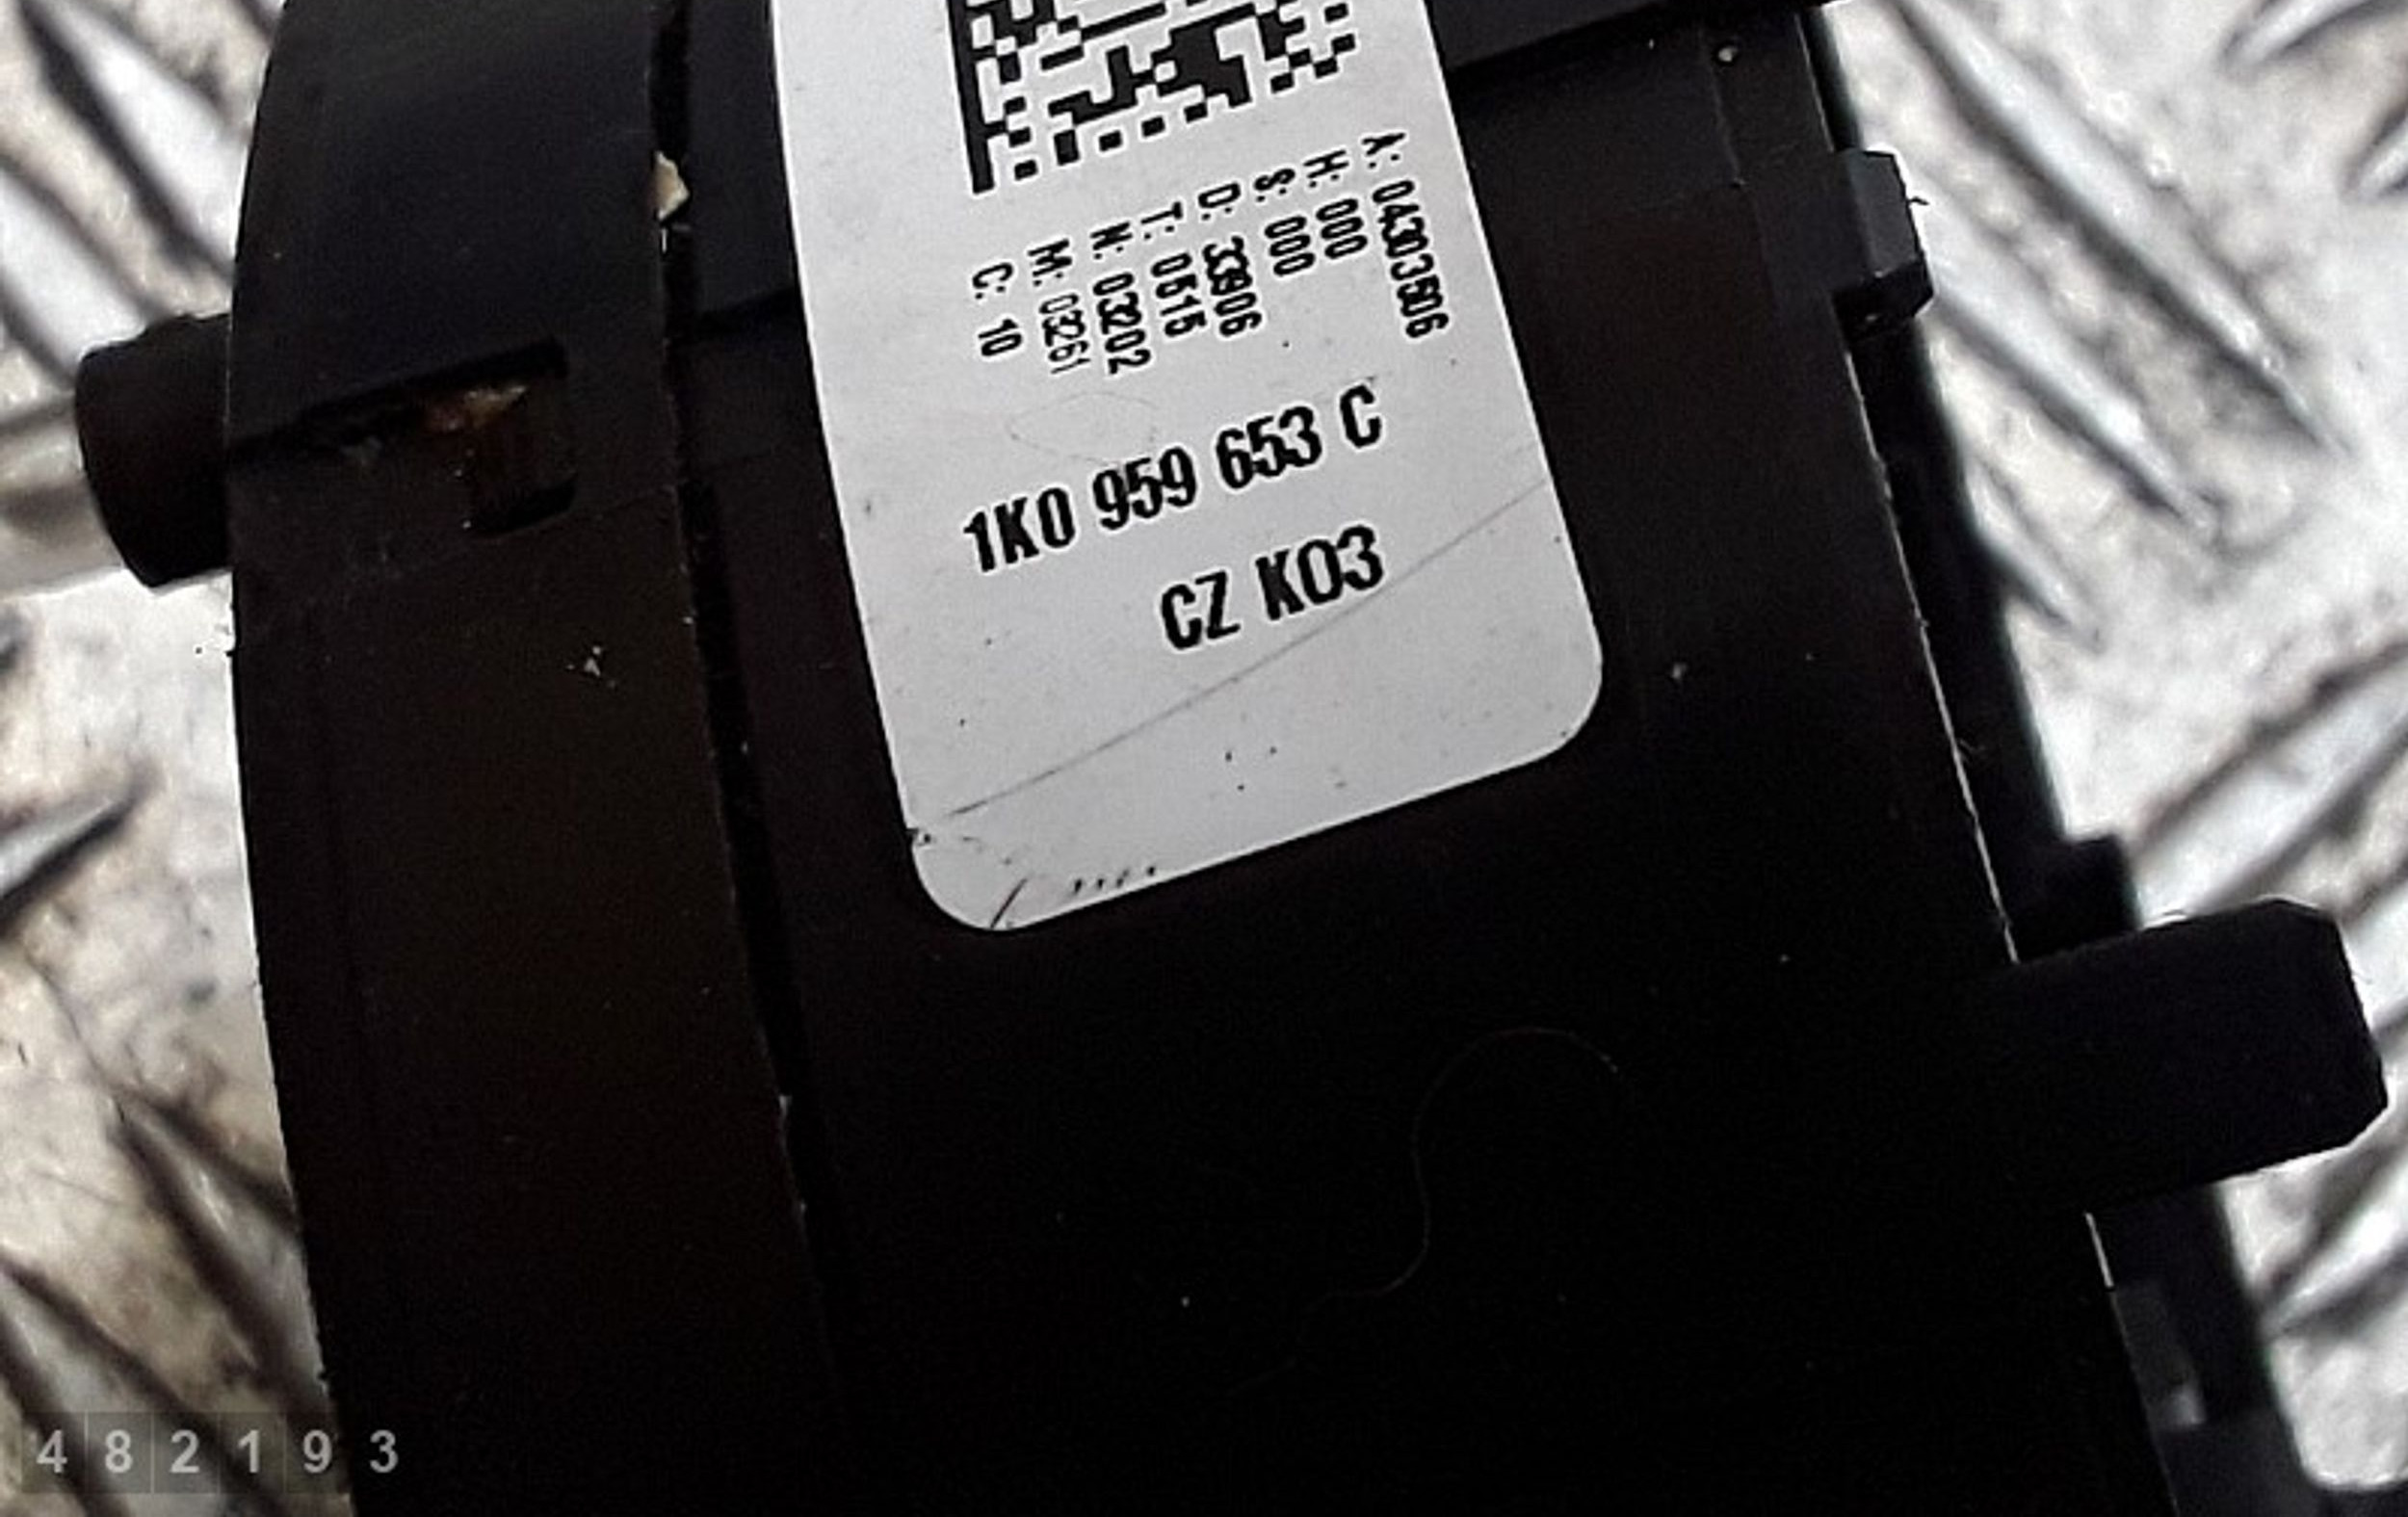 A: 04303506
H: 000
S: 000
D: 33906
T: 0515
N: 03202
M: 03261
C: 10
1K0 959 653 C
CZ K03
482193